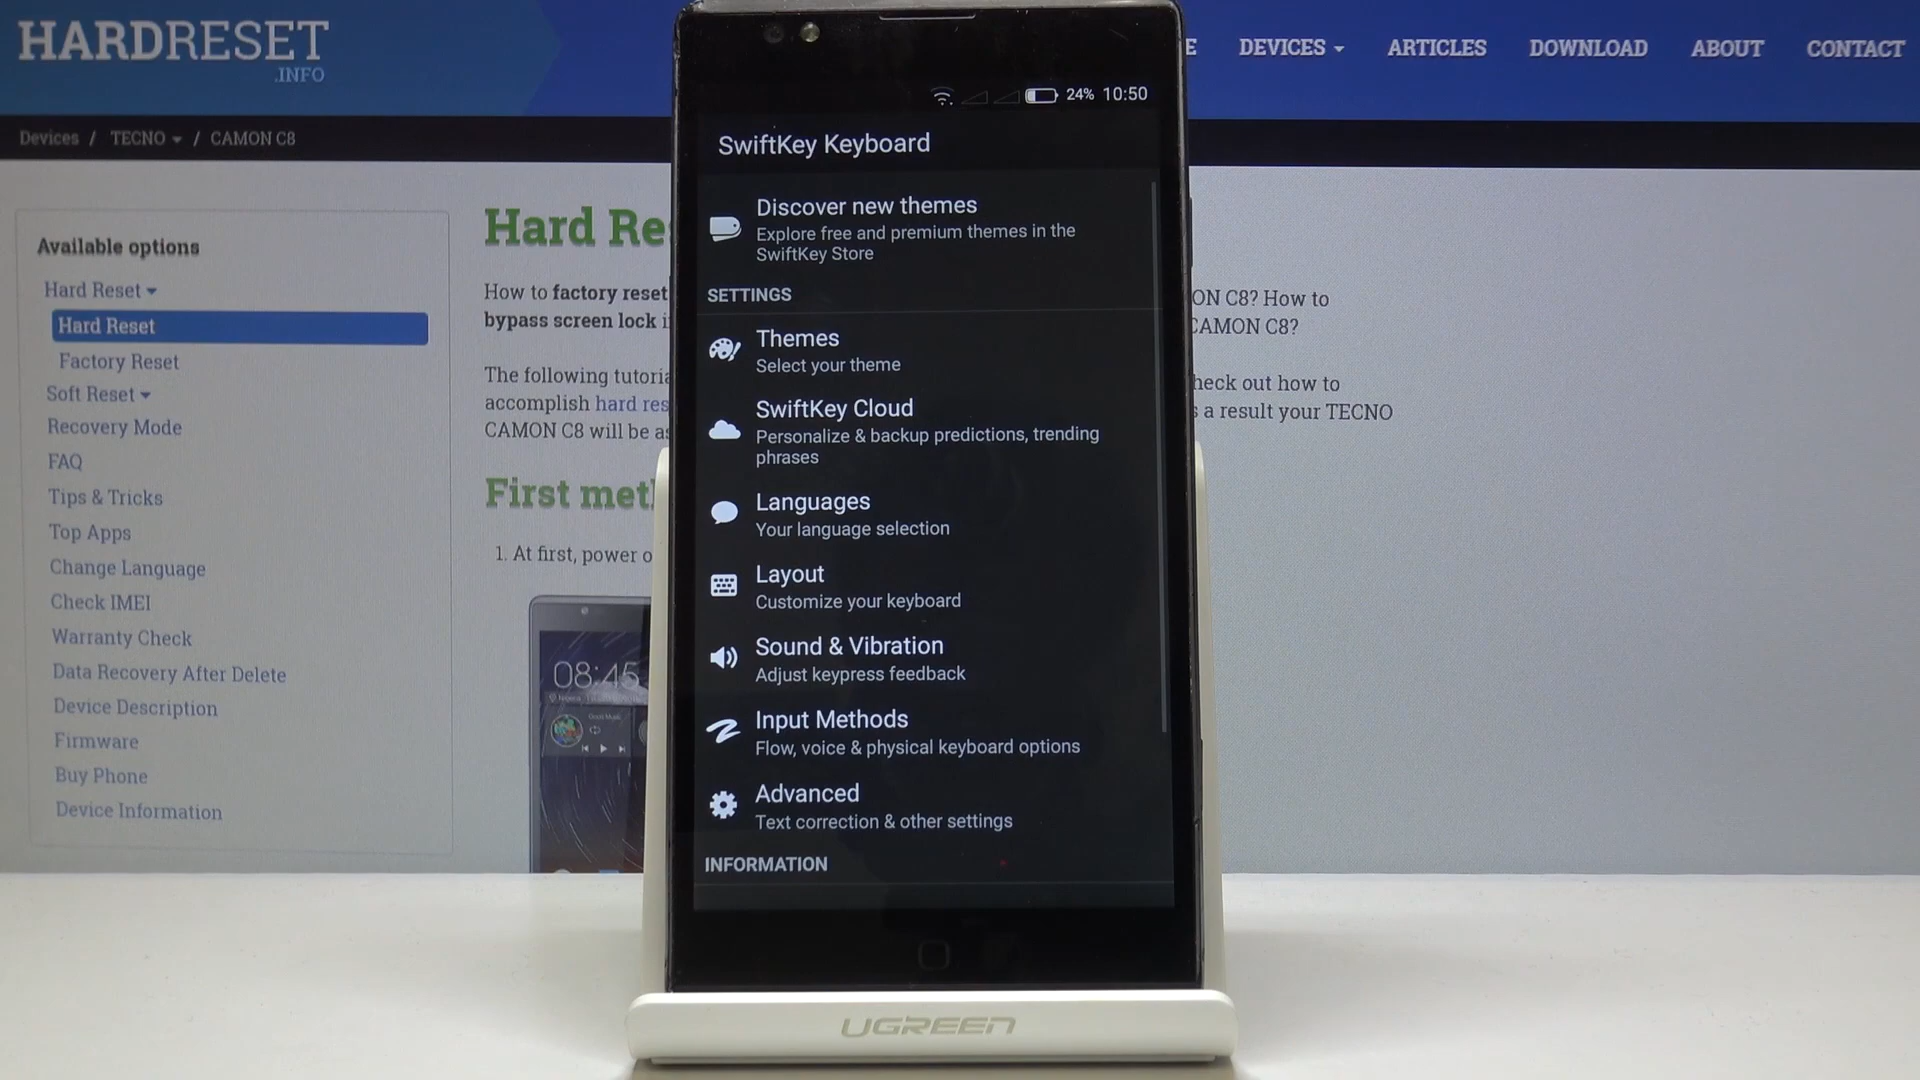 HARDRESET
.INFO
E DEVICES ARTICLES DOWNLOAD ABOUT CONTACT
Devices / TECNO / CAMON C8
Available options
Hard Reset
Hard Reset
Factory Reset
Soft Reset
Recovery Mode
FAQ
Tips & Tricks
Top Apps
Change Language
Check IMEI
Warranty Check
Data Recovery After Delete
Device Description
Firmware
Buy Phone
Device Information
Hard Re
How to factory reset
bypass screen lock i
The following tutoria
accomplish hard res
CAMON C8 will be as
First met
1. At first, power o
08:45
24% 10:50
SwiftKey Keyboard
Discover new themes
Explore free and premium themes in the
SwiftKey Store
SETTINGS
Themes
Select your theme
SwiftKey Cloud
Personalize & backup predictions, trending
phrases
Languages
Your language selection
Layout
Customize your keyboard
Sound & Vibration
Adjust keypress feedback
Input Methods
Flow, voice & physical keyboard options
Advanced
Text correction & other settings
INFORMATION
ON C8? How to
CAMON C8?
heck out how to
s a result your TECNO
UGREEN